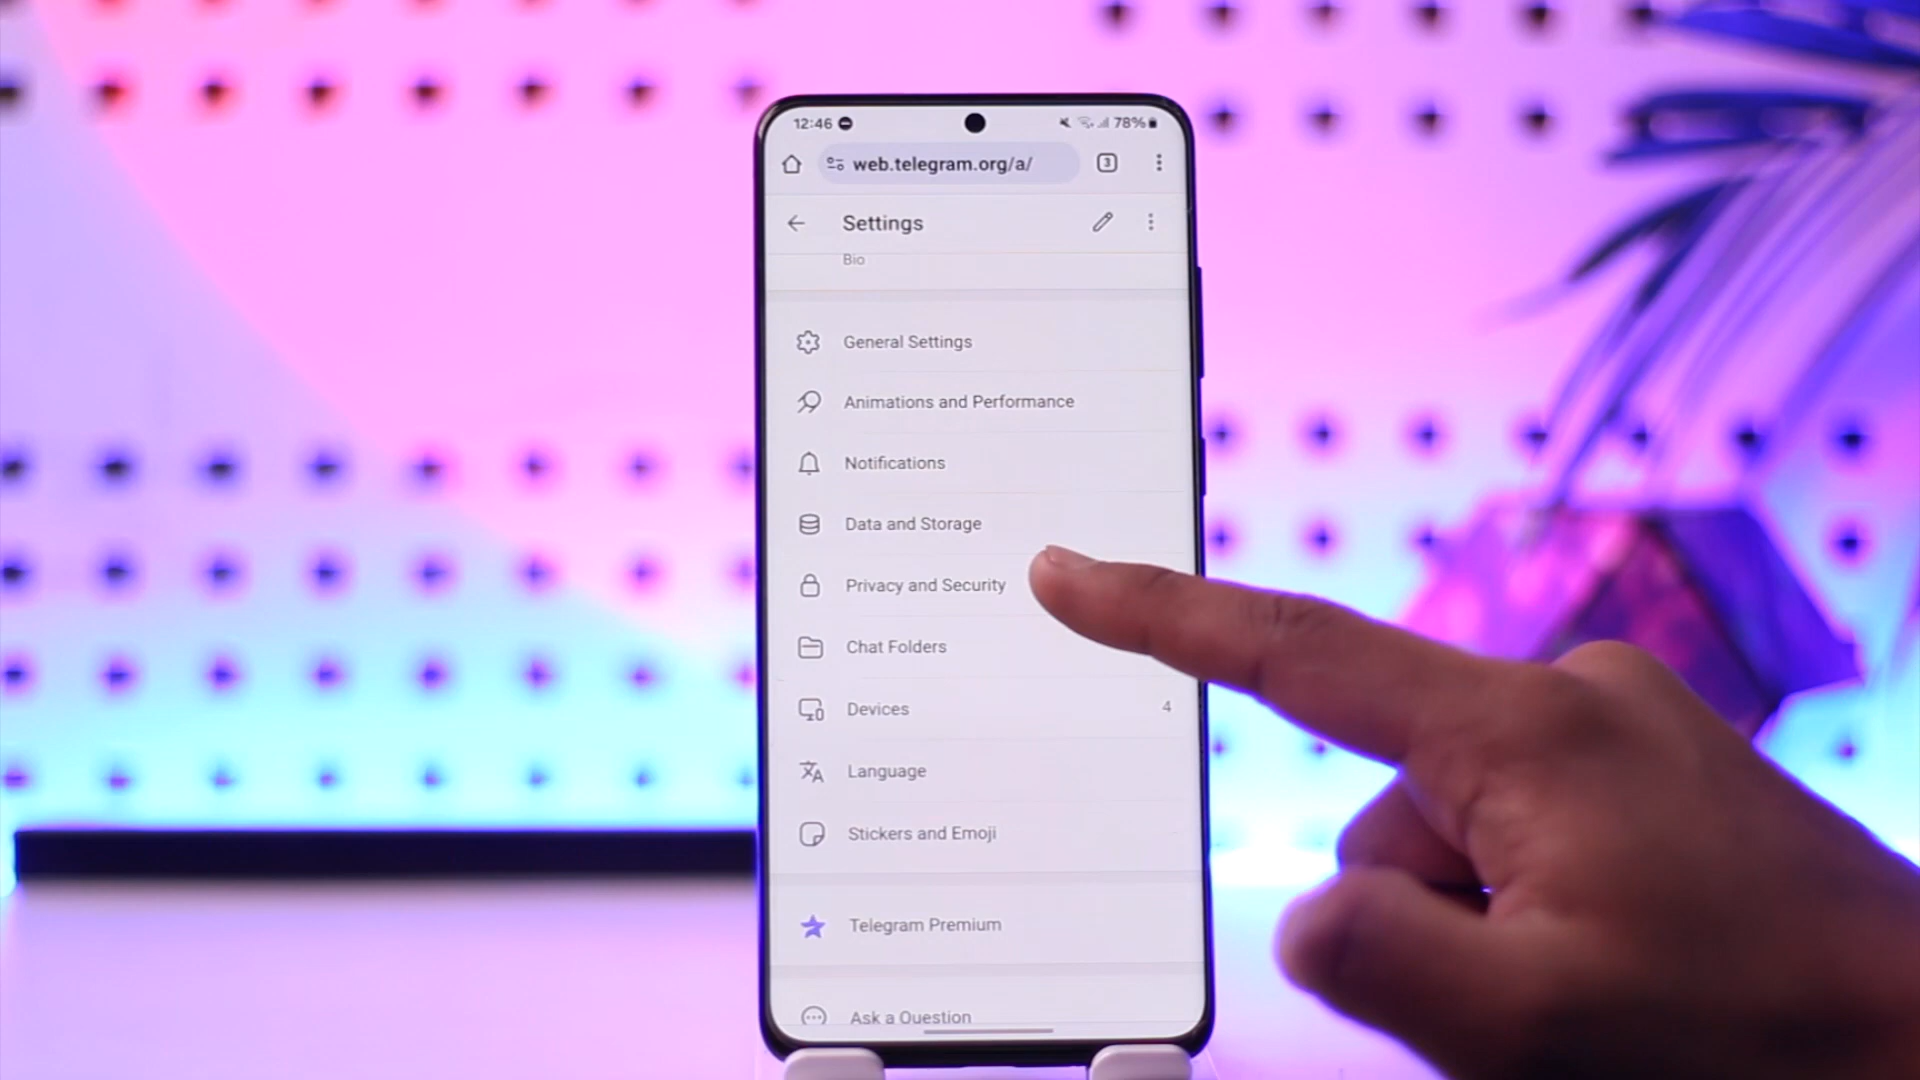 12:46 78%
web.telegram.org/a/ 3
Settings
Bio
General Settings
Animations and Performance
Notifications
Data and Storage
Privacy and Security
Chat Folders
Devices 4
Language
Stickers and Emoji
Telegram Premium
Ask a Question